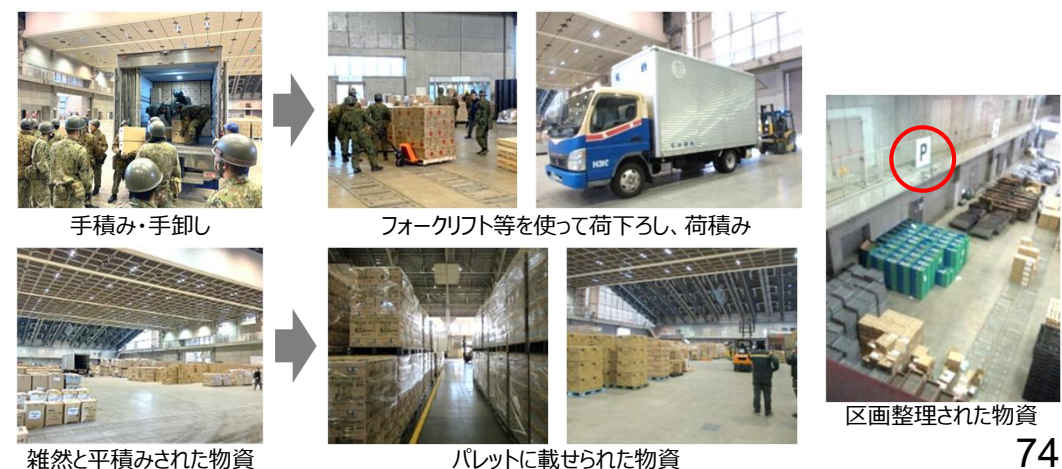 手積み・手卸し
フォークリフト等を使って荷下ろし、荷積み
P
雑然と平積みされた物資
パレットに載せられた物資
区画整理された物資
74